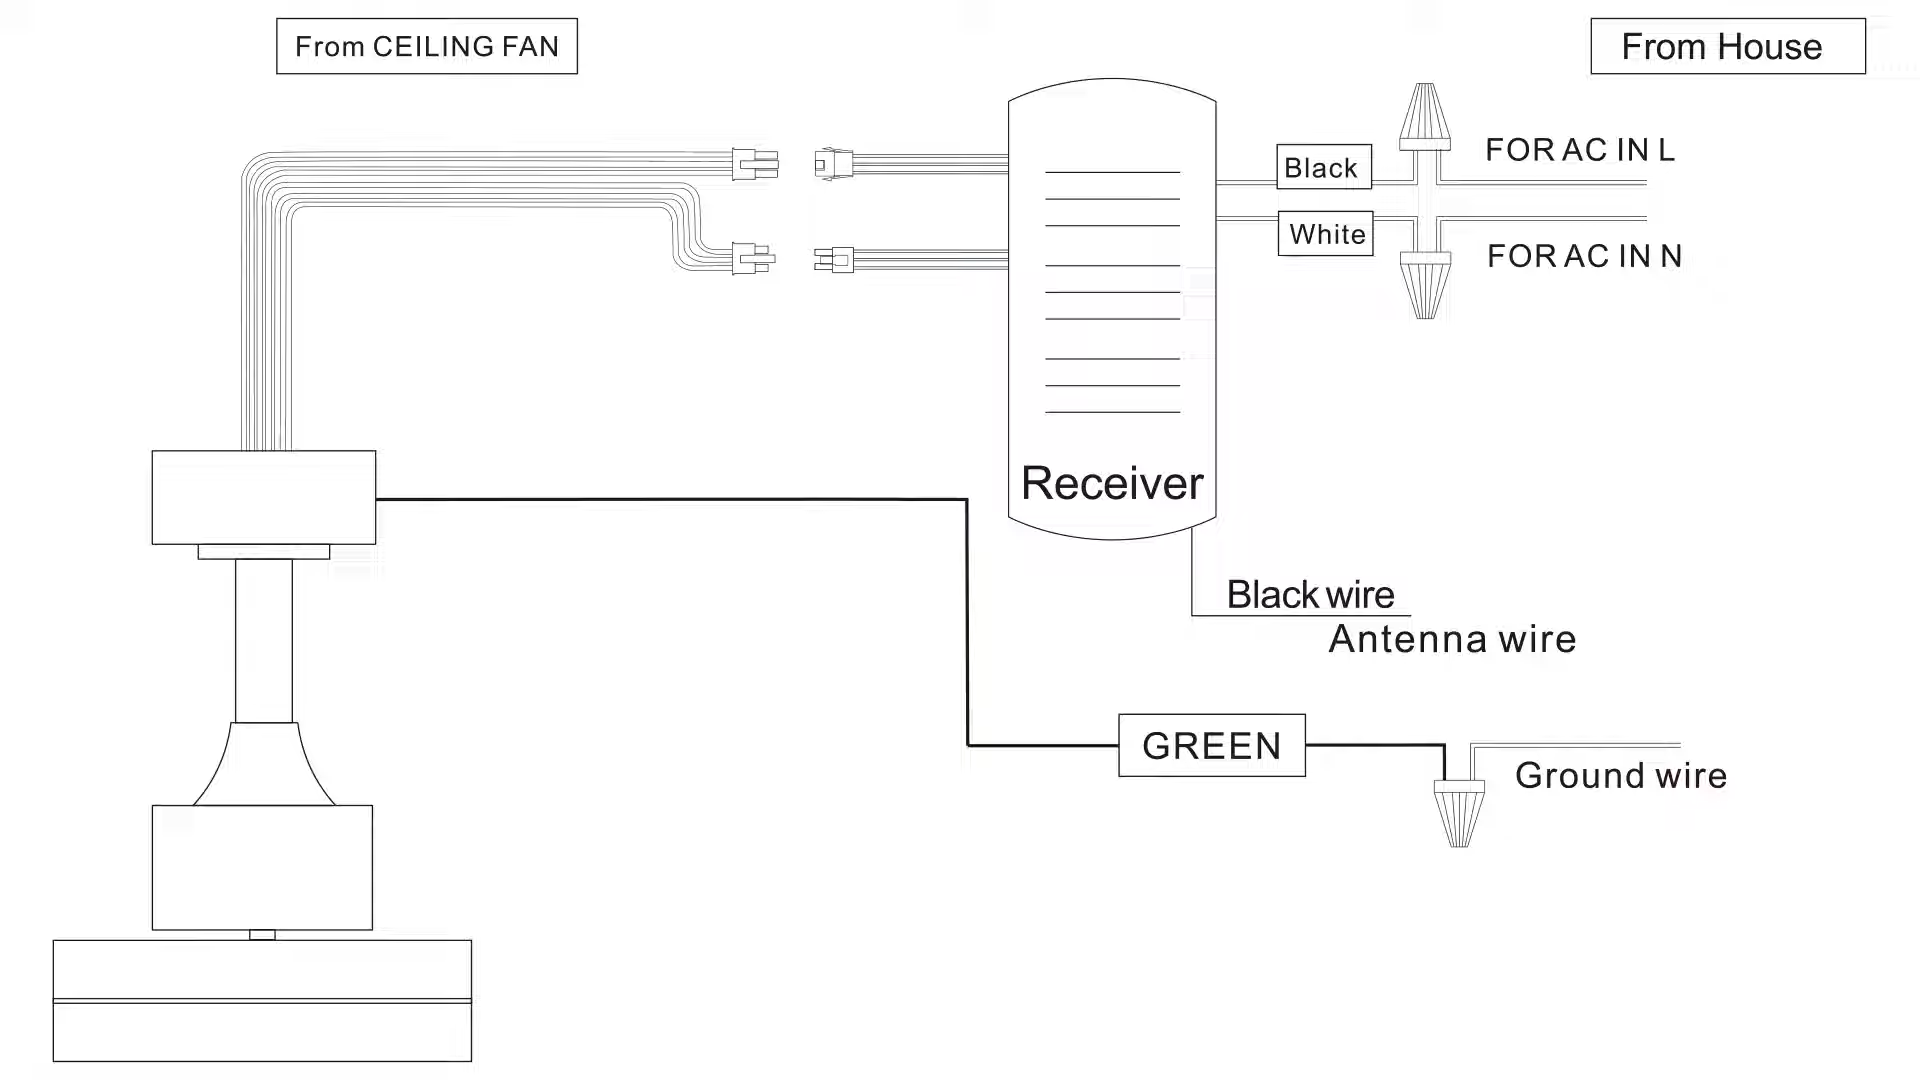 From CEILING FAN
From House
FOR AC IN L
Black
White
FOR AC IN N
Receiver
Black wire
Antenna wire
GREEN
Ground wire